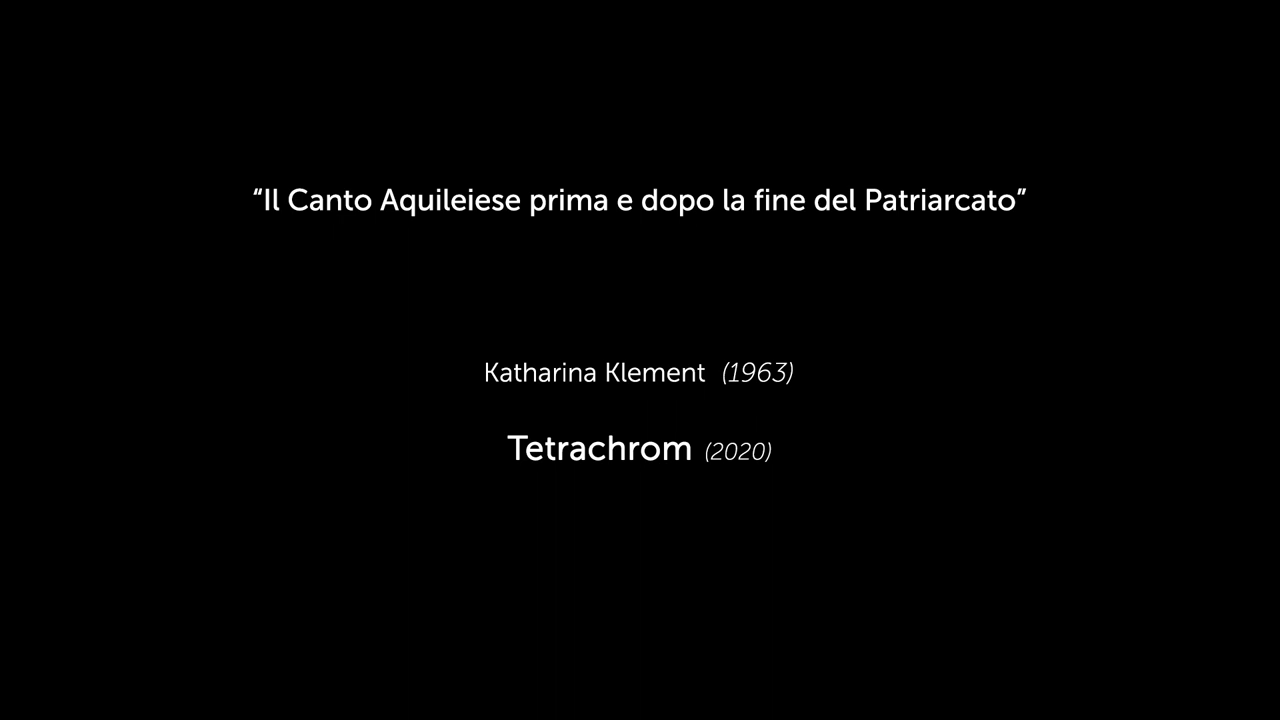 “Il Canto Aquileiese prima e dopo la fine del Patriarcato”
Katharina Klement (1963)
Tetrachrom (2020)